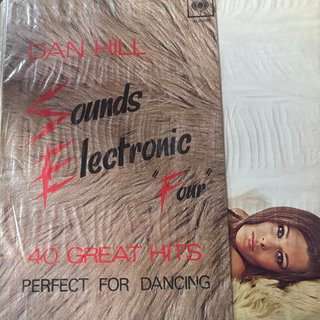 DAN HILL
Sounds
Electronic
"Four"
40 GREAT HITS
PERFECT FOR DANCING